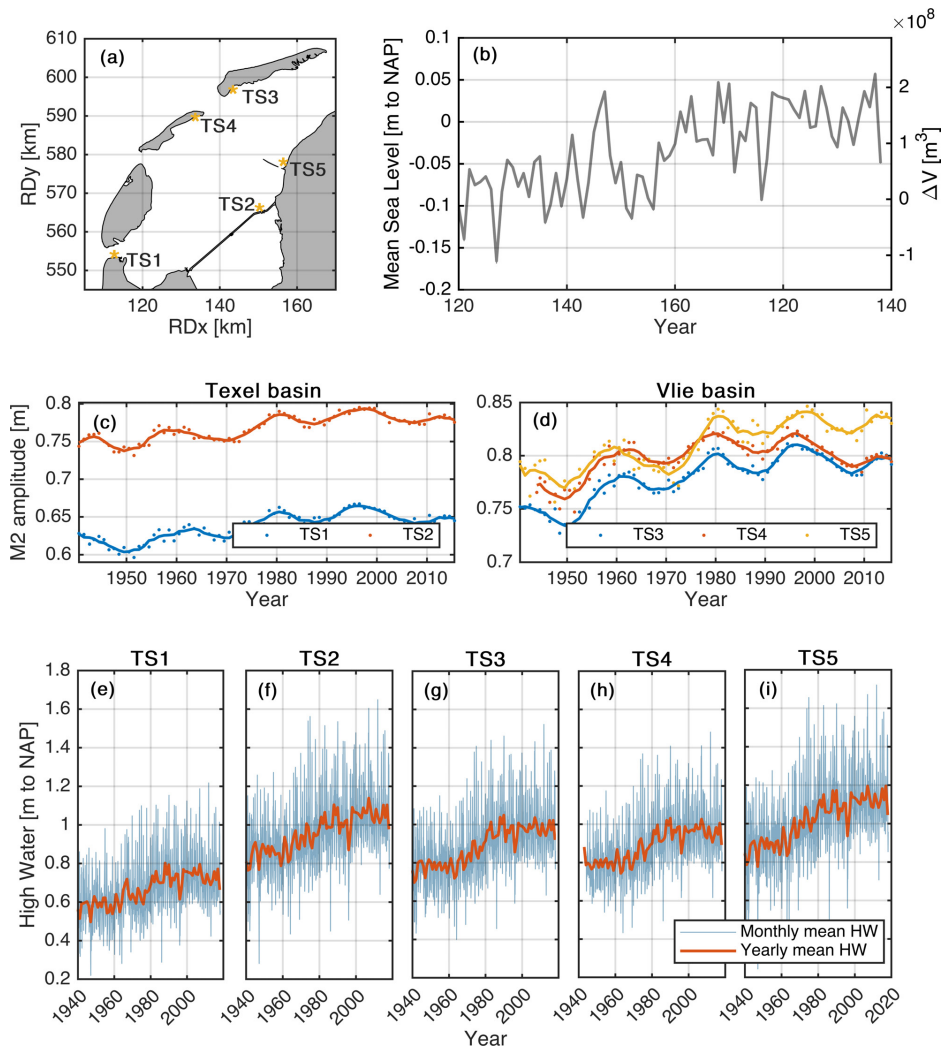 (a)
610
600
590
580
570
560
550
RDy [km]
120
140
160
RDx [km]
TS3
TS4
TS5
TS2
TS1
(b)
×10⁸
0.1
0.05
0
-0.05
-0.1
-0.15
-0.2
Mean Sea Level [m to NAP]
2
1
0
-1
ΔV [m³]
120 140 160 120 140
Year
Texel basin
(c)
0.8
0.75
0.7
0.65
0.6
M2 amplitude [m]
TS1 TS2
1950 1960 1970 1980 1990 2000 2010
Year
Vlie basin
(d)
0.85
0.8
0.75
0.7
TS3 TS4 TS5
1950 1960 1970 1980 1990 2000 2010
Year
TS1 TS2 TS3 TS4 TS5
(e) (f) (g) (h) (i)
1.8
1.6
1.4
1.2
1
0.8
0.6
0.4
0.2
High Water [m to NAP]
Monthly mean HW
Yearly mean HW
1940 1960 1980 2000 1940 1960 1980 2000 1940 1960 1980 2000 1940 1960 1980 2000 1940 1960 1980 2000 2020
Year